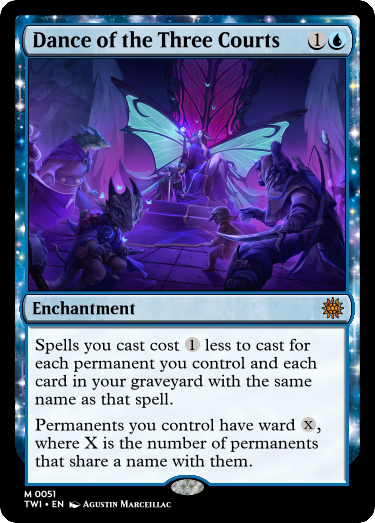 Dance of the Three Courts 1
Enchantment
Spells you cast cost 1 less to cast for
each permanent you control and each
card in your graveyard with the same
name as that spell.
Permanents you control have ward X,
where X is the number of permanents
that share a name with them.
M 0051
TWI • EN Agustin Marceillac